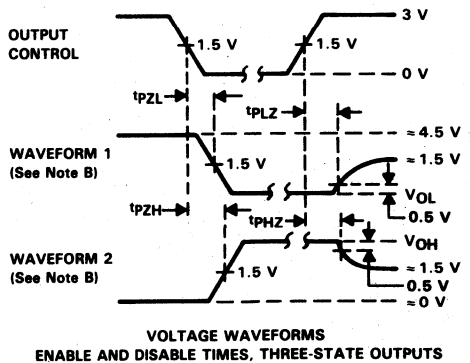 OUTPUT
CONTROL
1.5 V
1.5 V
3 V
0 V
tPZL
tPLZ
≈ 4.5 V
WAVEFORM 1
(See Note B)
1.5 V
≈ 1.5 V
VOL
0.5 V
tPZH
tPHZ
VOH
WAVEFORM 2
(See Note B)
1.5 V
≈ 1.5 V
0.5 V
≈ 0 V
VOLTAGE WAVEFORMS
ENABLE AND DISABLE TIMES, THREE-STATE OUTPUTS